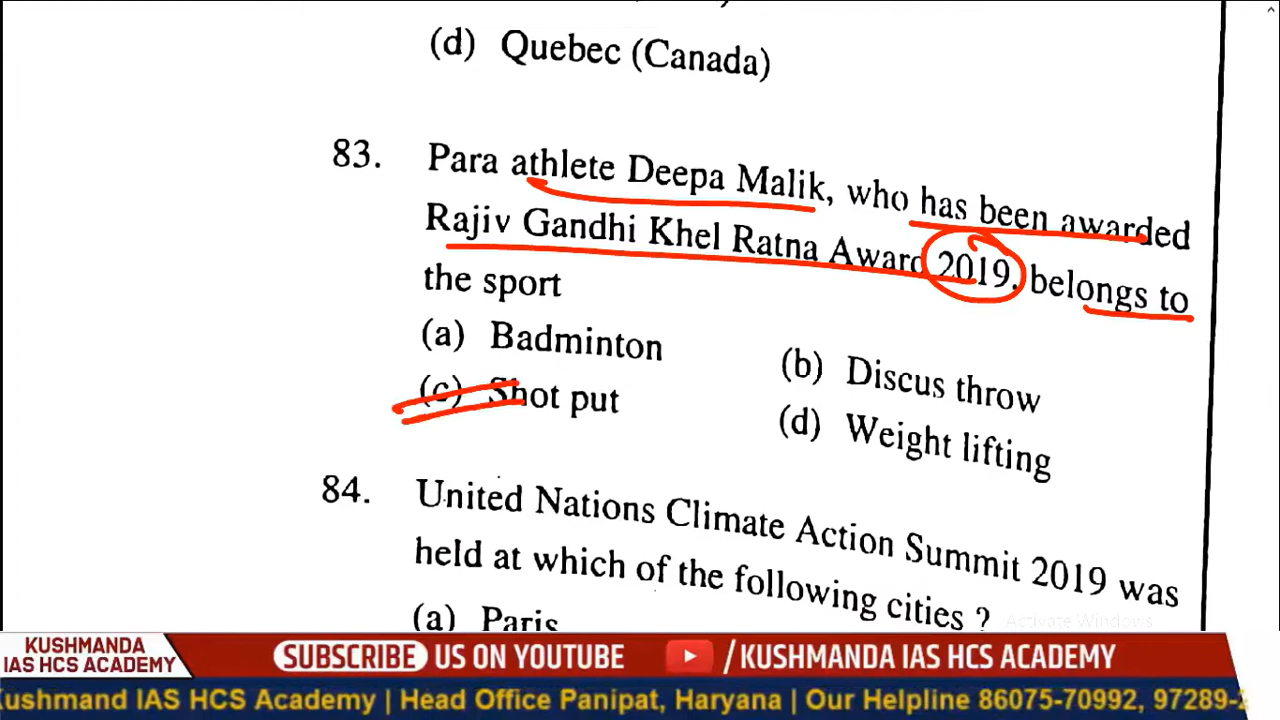 (d) Quebec (Canada)
83. Para athlete Deepa Malik, who has been awarded
Rajiv Gandhi Khel Ratna Award 2019. belongs to
the sport
(a) Badminton (b) Discus throw
(c) Shot put (d) Weight lifting
84. United Nations Climate Action Summit 2019 was
held at which of the following cities ?
(a) Paris
Activate Windows
KUSHMANDA
IAS HCS ACADEMY
SUBSCRIBE US ON YOUTUBE /KUSHMANDA IAS HCS ACADEMY
Kushmand IAS HCS Academy | Head Office Panipat, Haryana | Our Helpline 86075-70992, 97289-